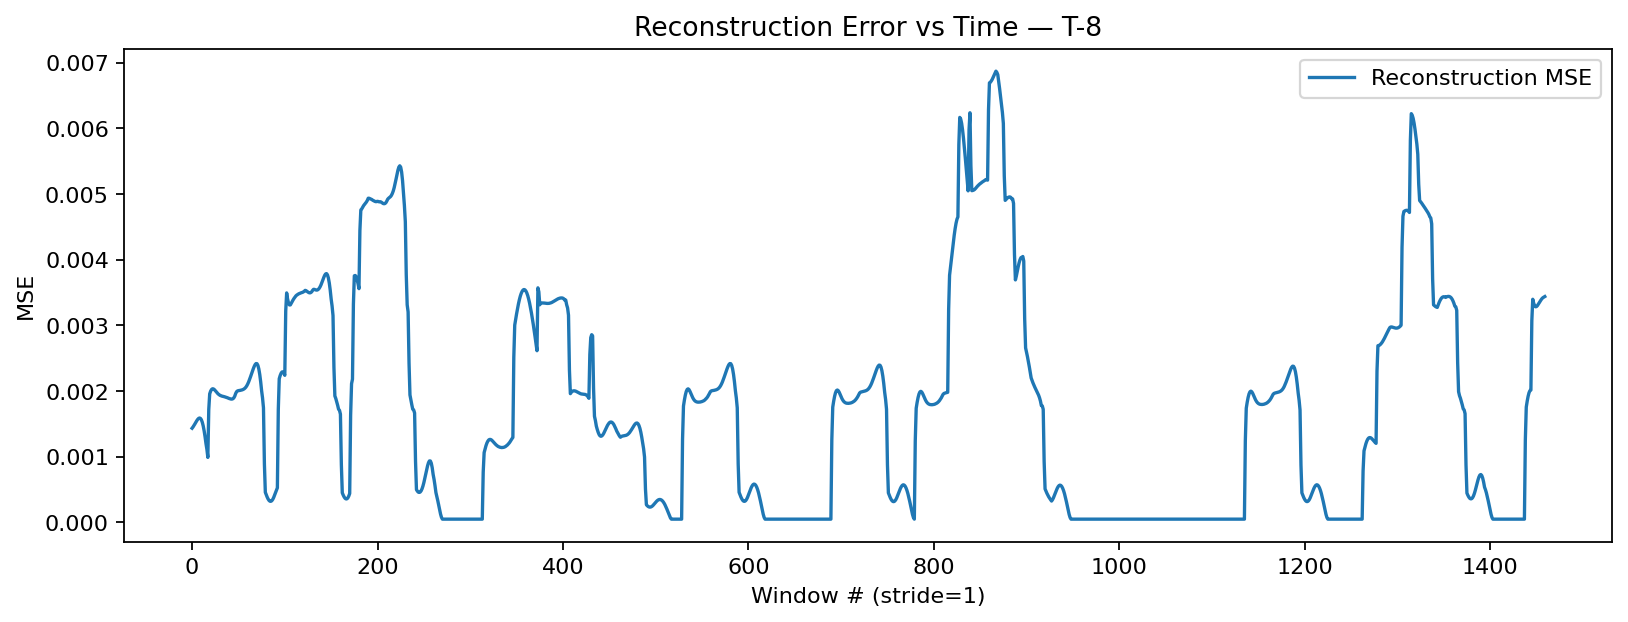 Reconstruction Error vs Time — T-8
Reconstruction MSE
0.007
0.006
0.005
0.004
0.003
0.002
0.001
0.000
MSE
0 200 400 600 800 1000 1200 1400
Window # (stride=1)